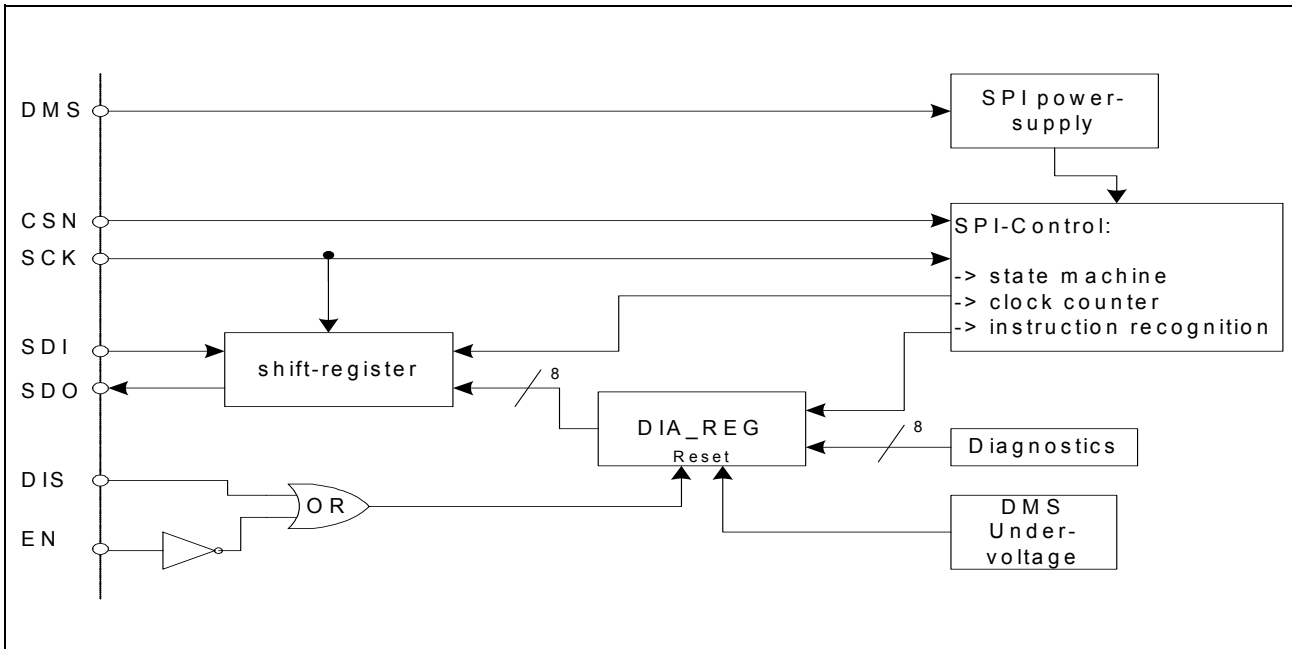 DMS
SPI power-
supply
CSN
SPI-Control:
SCK
-> state machine
-> clock counter
-> instruction recognition
SDI
shift-register
SDO
8
DIA_REG
Reset
8
Diagnostics
DIS
OR
EN
DMS
Under-
voltage